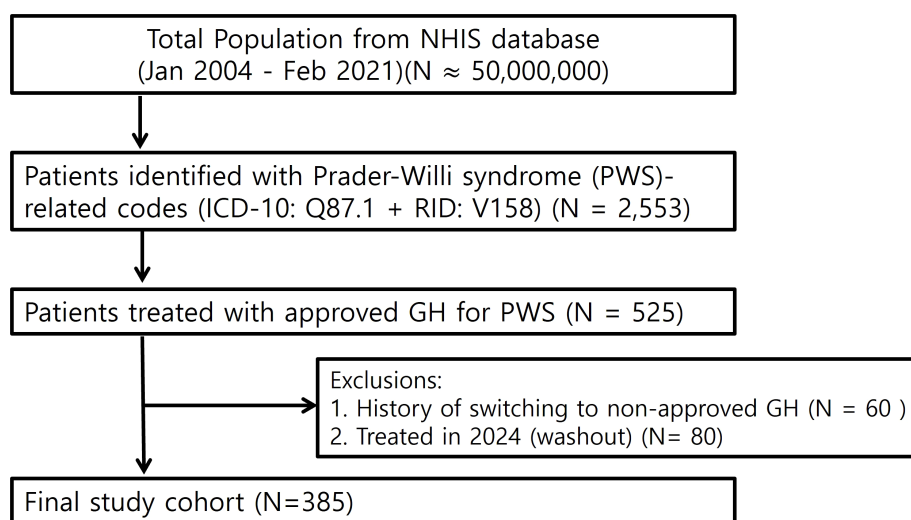 Total Population from NHIS database
(Jan 2004 - Feb 2021)(N ≈ 50,000,000)
Patients identified with Prader-Willi syndrome (PWS)-
related codes (ICD-10: Q87.1 + RID: V158) (N = 2,553)
Patients treated with approved GH for PWS (N = 525)
Exclusions:
1. History of switching to non-approved GH (N = 60 )
2. Treated in 2024 (washout) (N= 80)
Final study cohort (N=385)